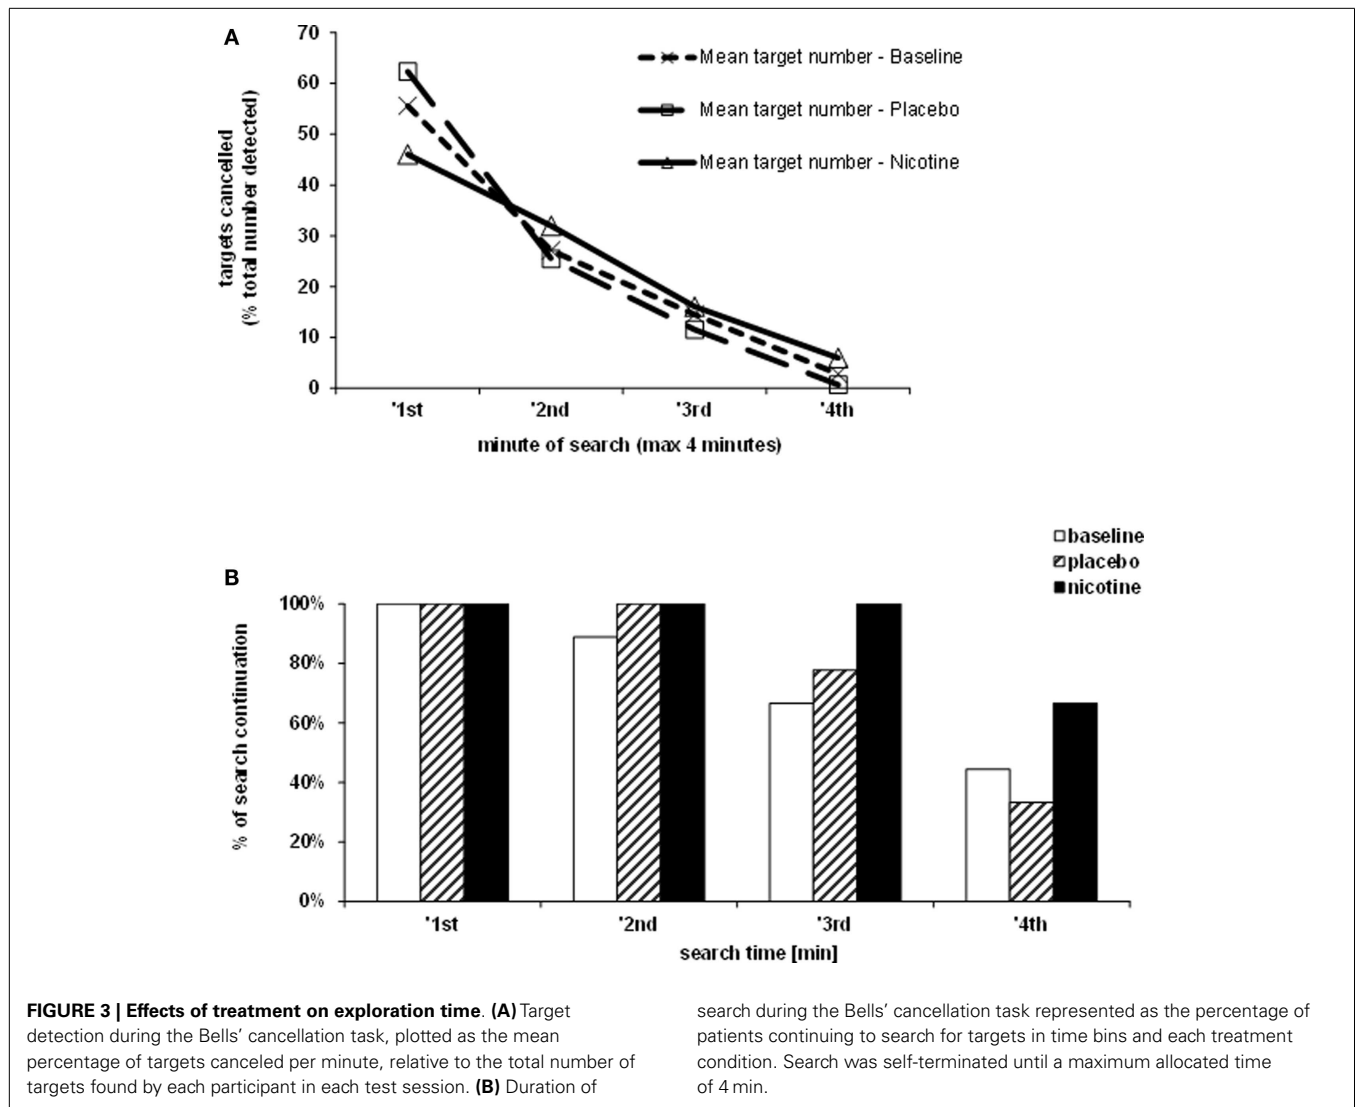 A
70
60
50
40
30
20
10
0
targets cancelled
(% total number detected)
Mean target number - Baseline
Mean target number - Placebo
Mean target number - Nicotine
'1st
'2nd
'3rd
'4th
minute of search (max 4 minutes)
B
baseline
placebo
nicotine
100%
80%
60%
40%
20%
0%
% of search continuation
'1st
'2nd
'3rd
'4th
search time [min]
FIGURE 3 | Effects of treatment on exploration time. (A) Target
detection during the Bells' cancellation task, plotted as the mean
percentage of targets canceled per minute, relative to the total number of
targets found by each participant in each test session. (B) Duration of
search during the Bells' cancellation task represented as the percentage of
patients continuing to search for targets in time bins and each treatment
condition. Search was self-terminated until a maximum allocated time
of 4 min.